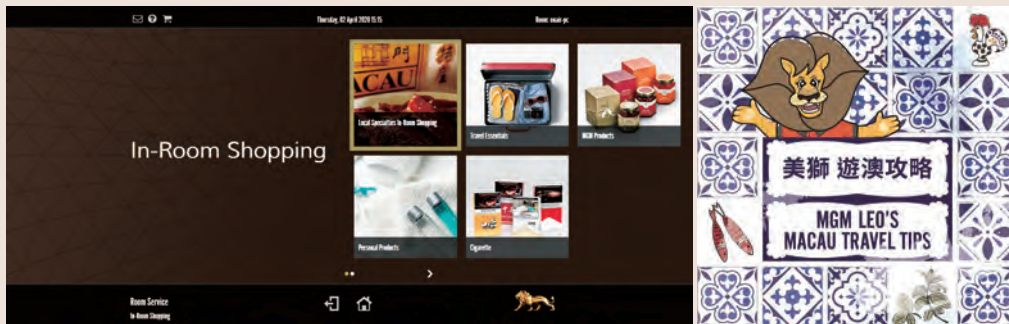 Thursday, 02 April 2020 15:15
Room: exair-pc
In-Room Shopping
ACAU
Local Specialties In-Room Shopping
Travel Essentials
MGM Products
Personal Products
Cigarette
Room Service
In-Room Shopping
美獅 遊澳攻略
MGM LEO'S
MACAU TRAVEL TIPS